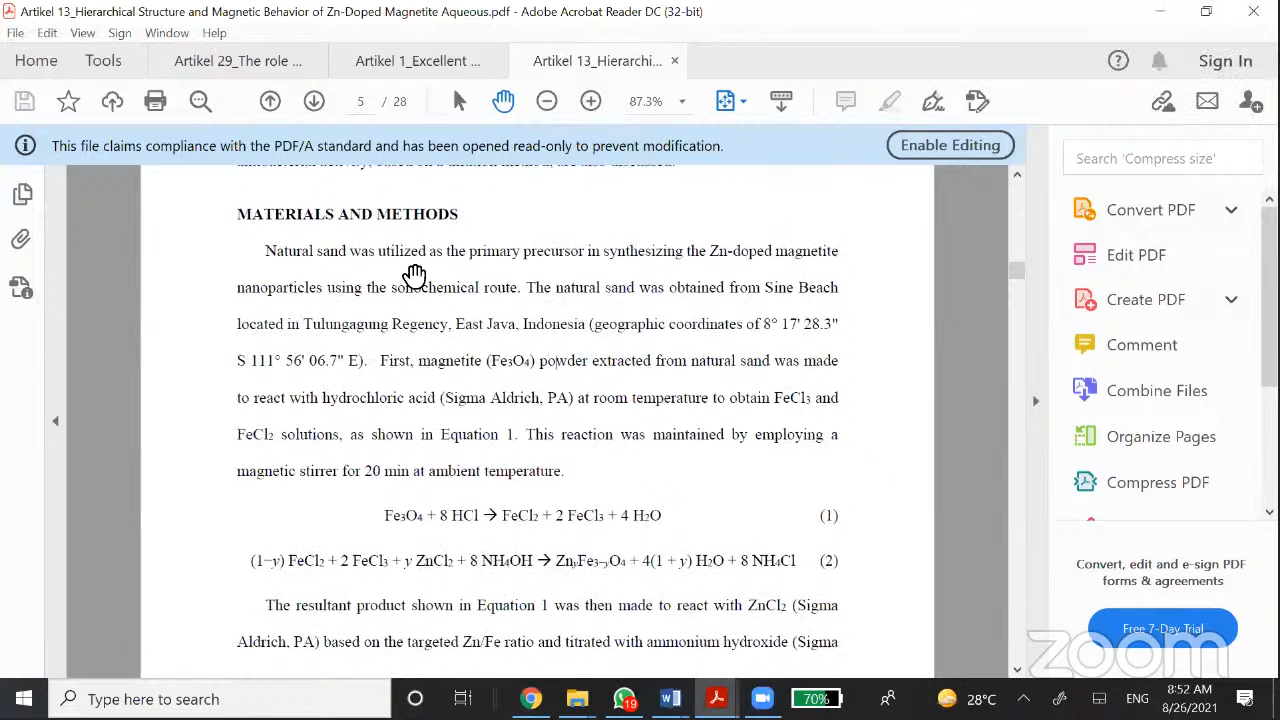 Artikel 13_Hierarchical Structure and Magnetic Behavior of Zn-Doped Magnetite Aqueous.pdf - Adobe Acrobat Reader DC (32-bit)
File Edit View Sign Window Help
Home Tools Artikel 29_The role ... Artikel 1_Excellent ... Artikel 13_Hierarchi... × Sign In
5 / 28 87.3%
This file claims compliance with the PDF/A standard and has been opened read-only to prevent modification. Enable Editing
Search 'Compress size'
MATERIALS AND METHODS
Natural sand was utilized as the primary precursor in synthesizing the Zn-doped magnetite
nanoparticles using the sonochemical route. The natural sand was obtained from Sine Beach
located in Tulungagung Regency, East Java, Indonesia (geographic coordinates of 8° 17' 28.3"
S 111° 56' 06.7" E). First, magnetite (Fe3O4) powder extracted from natural sand was made
to react with hydrochloric acid (Sigma Aldrich, PA) at room temperature to obtain FeCl3 and
FeCl2 solutions, as shown in Equation 1. This reaction was maintained by employing a
magnetic stirrer for 20 min at ambient temperature.
Fe3O4 + 8 HCl → FeCl2 + 2 FeCl3 + 4 H2O (1)
(1−y) FeCl2 + 2 FeCl3 + y ZnCl2 + 8 NH4OH → ZnyFe3−yO4 + 4(1 + y) H2O + 8 NH4Cl (2)
The resultant product shown in Equation 1 was then made to react with ZnCl2 (Sigma
Aldrich, PA) based on the targeted Zn/Fe ratio and titrated with ammonium hydroxide (Sigma
Convert PDF
Edit PDF
Create PDF
Comment
Combine Files
Organize Pages
Compress PDF
Convert, edit and e-sign PDF
forms & agreements
Free 7-Day Trial
zoom
Type here to search 19 70% 28°C ENG 8:52 AM
8/26/2021